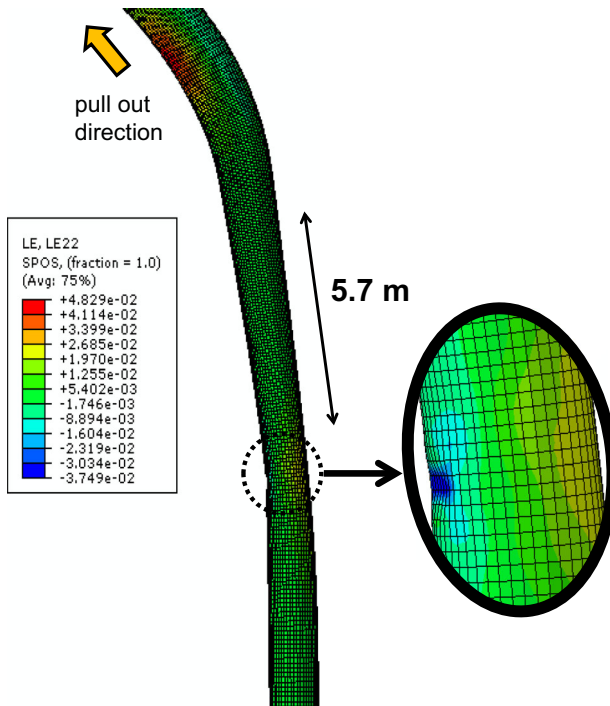 pull out
direction
LE, LE22
SPOS, (fraction = 1.0)
(Avg: 75%)
+4.829e-02
+4.114e-02
+3.399e-02
+2.685e-02
+1.970e-02
+1.255e-02
+5.402e-03
-1.746e-03
-8.894e-03
-1.604e-02
-2.319e-02
-3.034e-02
-3.749e-02
5.7 m